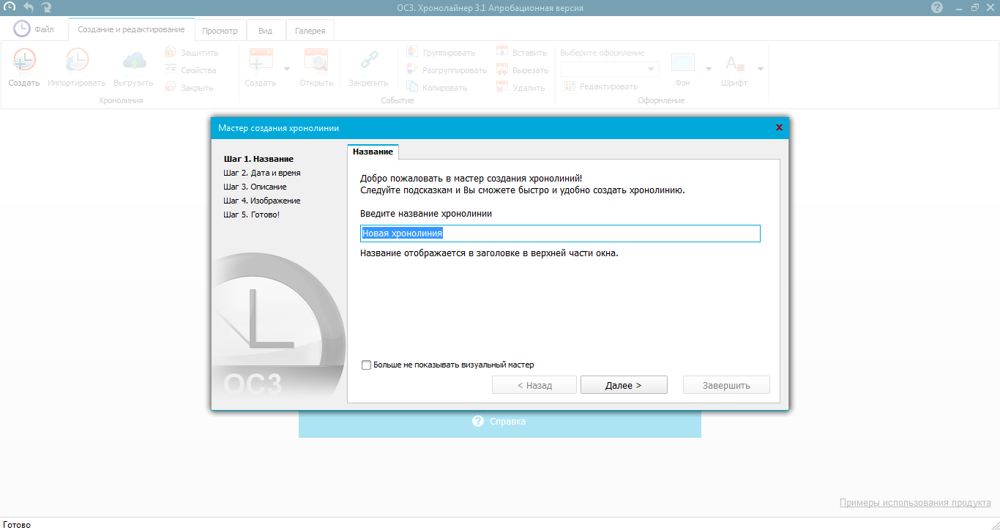 ОС3. Хронолайнер 3.1 Апробационная версия
Файл
Создание и редактирование
Просмотр
Вид
Галерея
Создать
Импортировать
Выгрузить
Защитить
Свойства
Закрыть
Хронолиния
Создать
Открыть
Закрепить
Группировать
Разгруппировать
Копировать
Вставить
Вырезать
Удалить
Событие
Выберите оформление
Редактировать
Фон
Шрифт
Оформление
Мастер создания хронолинии
Шаг 1. Название
Шаг 2. Дата и время
Шаг 3. Описание
Шаг 4. Изображение
Шаг 5. Готово!
ОС3
Название
Добро пожаловать в мастер создания хронолиний!
Следуйте подсказкам и Вы сможете быстро и удобно создать хронолинию.
Введите название хронолинии
Новая хронолиния
Название отображается в заголовке в верхней части окна.
Больше не показывать визуальный мастер
< Назад
Далее >
Завершить
Справка
Примеры использования продукта
Готово